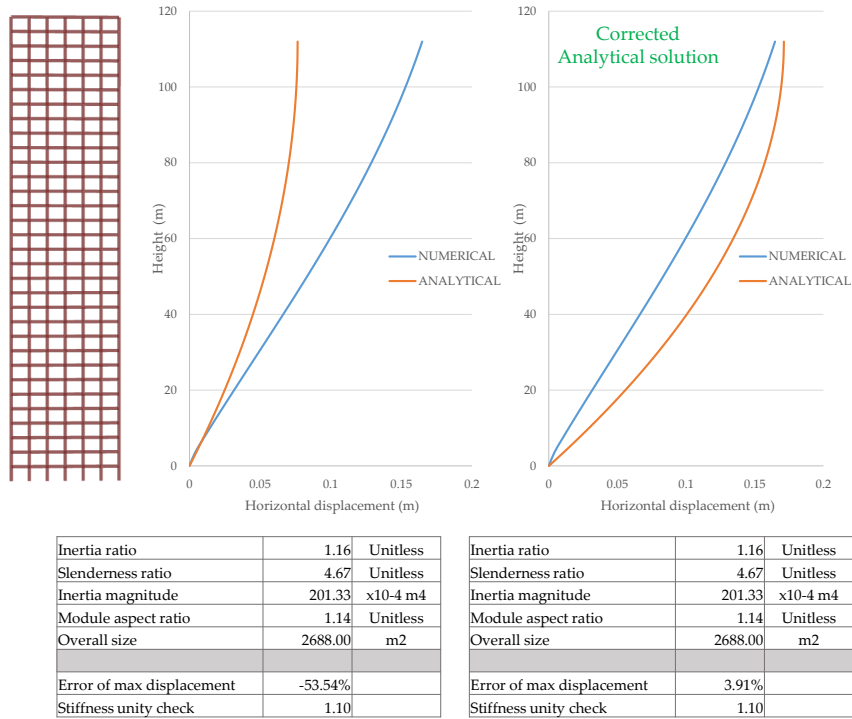 120
100
80
60
40
20
0
0
0.05
0.1
0.15
0.2
Height (m)
Horizontal displacement (m)
NUMERICAL
ANALYTICAL
Corrected
Analytical solution
120
100
80
60
40
20
0
0
0.05
0.1
0.15
0.2
Height (m)
Horizontal displacement (m)
NUMERICAL
ANALYTICAL
Inertia ratio 1.16 Unitless
Slenderness ratio 4.67 Unitless
Inertia magnitude 201.33 x10-4 m4
Module aspect ratio 1.14 Unitless
Overall size 2688.00 m2
Error of max displacement -53.54%
Stiffness unity check 1.10
Inertia ratio 1.16 Unitless
Slenderness ratio 4.67 Unitless
Inertia magnitude 201.33 x10-4 m4
Module aspect ratio 1.14 Unitless
Overall size 2688.00 m2
Error of max displacement 3.91%
Stiffness unity check 1.10